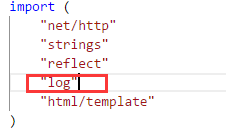 import (
"net/http"
"strings"
"reflect"
"log"
"html/template"
)